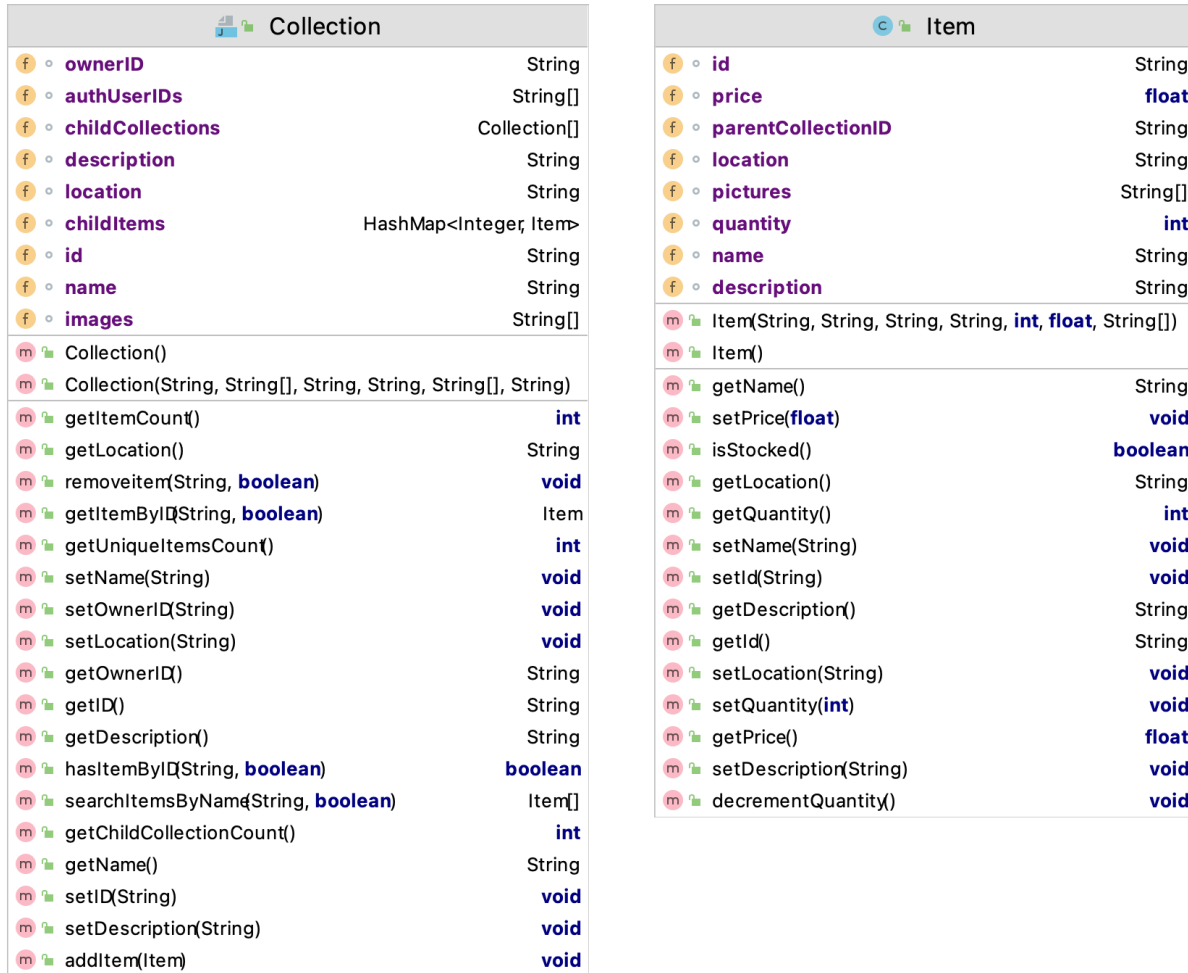 Collection
ownerID String
authUserIDs String[]
childCollections Collection[]
description String
location String
childItems HashMap<Integer, Item>
id String
name String
images String[]
Collection()
Collection(String, String[], String, String, String[], String)
getItemCount() int
getLocation() String
removeitem(String, boolean) void
getItemByID(String, boolean) Item
getUniqueItemsCount() int
setName(String) void
setOwnerID(String) void
setLocation(String) void
getOwnerID() String
getID() String
getDescription() String
hasItemByID(String, boolean) boolean
searchItemsByName(String, boolean) Item[]
getChildCollectionCount() int
getName() String
setID(String) void
setDescription(String) void
addItem(Item) void
Item
id String
price float
parentCollectionID String
location String
pictures String[]
quantity int
name String
description String
Item(String, String, String, String, int, float, String[])
Item()
getName() String
setPrice(float) void
isStocked() boolean
getLocation() String
getQuantity() int
setName(String) void
setId(String) void
getDescription() String
getId() String
setLocation(String) void
setQuantity(int) void
getPrice() float
setDescription(String) void
decrementQuantity() void